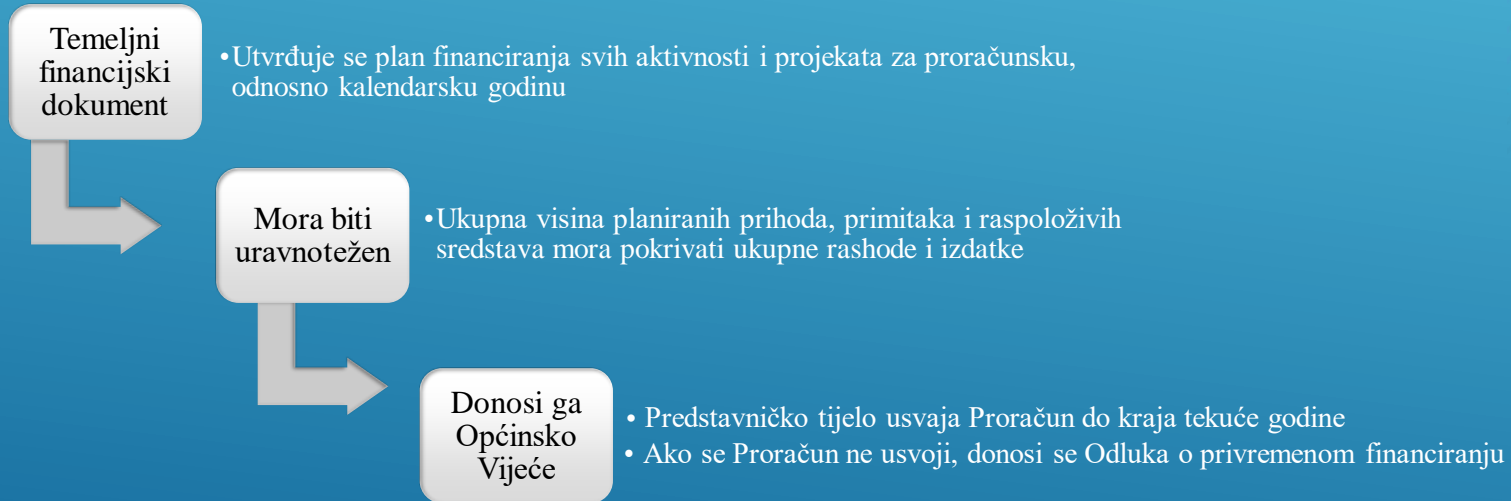 Temeljni
financijski
dokument
•Utvrđuje se plan financiranja svih aktivnosti i projekata za proračunsku,
odnosno kalendarsku godinu
Mora biti
uravnotežen
•Ukupna visina planiranih prihoda, primitaka i raspoloživih
sredstava mora pokrivati ukupne rashode i izdatke
Donosi ga
Općinsko
Vijeće
• Predstavničko tijelo usvaja Proračun do kraja tekuće godine
• Ako se Proračun ne usvoji, donosi se Odluka o privremenom financiranju